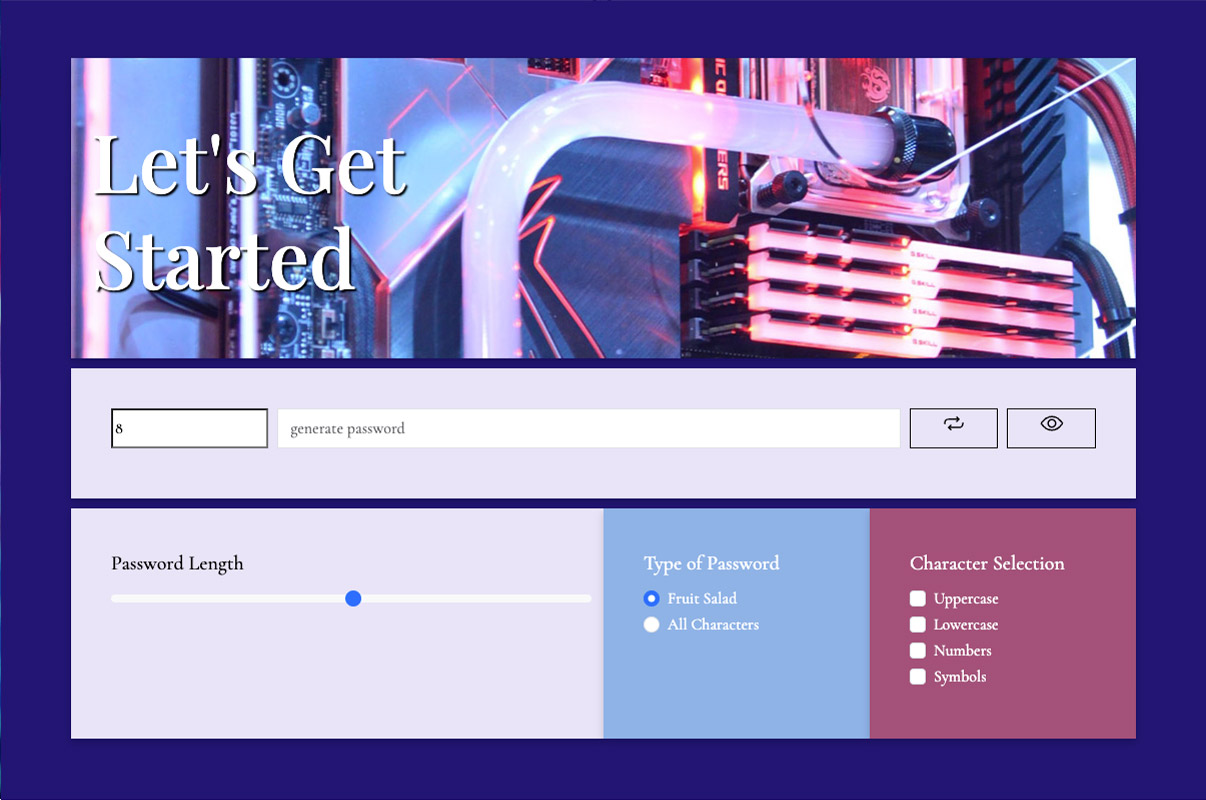 Let's Get
Started
8
generate password
Password Length
Type of Password
Fruit Salad
All Characters
Character Selection
Uppercase
Lowercase
Numbers
Symbols